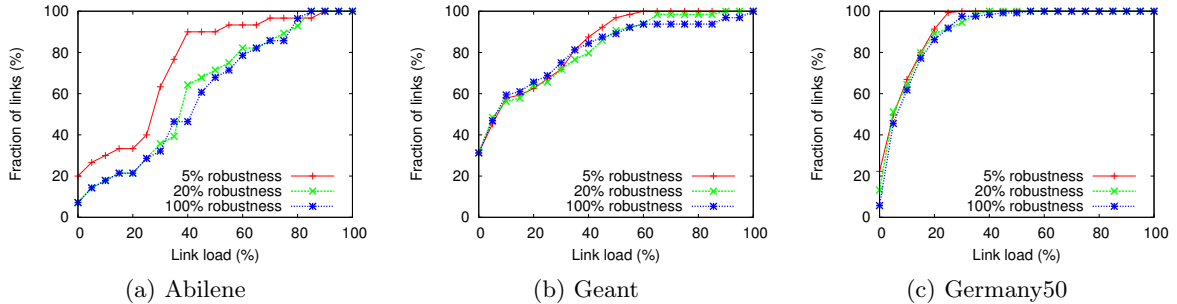 Fraction of links (%)
100
80
60
40
20
0
5% robustness
20% robustness
100% robustness
0 20 40 60 80 100
Link load (%)
(a) Abilene
Fraction of links (%)
100
80
60
40
20
0
5% robustness
20% robustness
100% robustness
0 20 40 60 80 100
Link load (%)
(b) Geant
Fraction of links (%)
100
80
60
40
20
0
5% robustness
20% robustness
100% robustness
0 20 40 60 80 100
Link load (%)
(c) Germany50